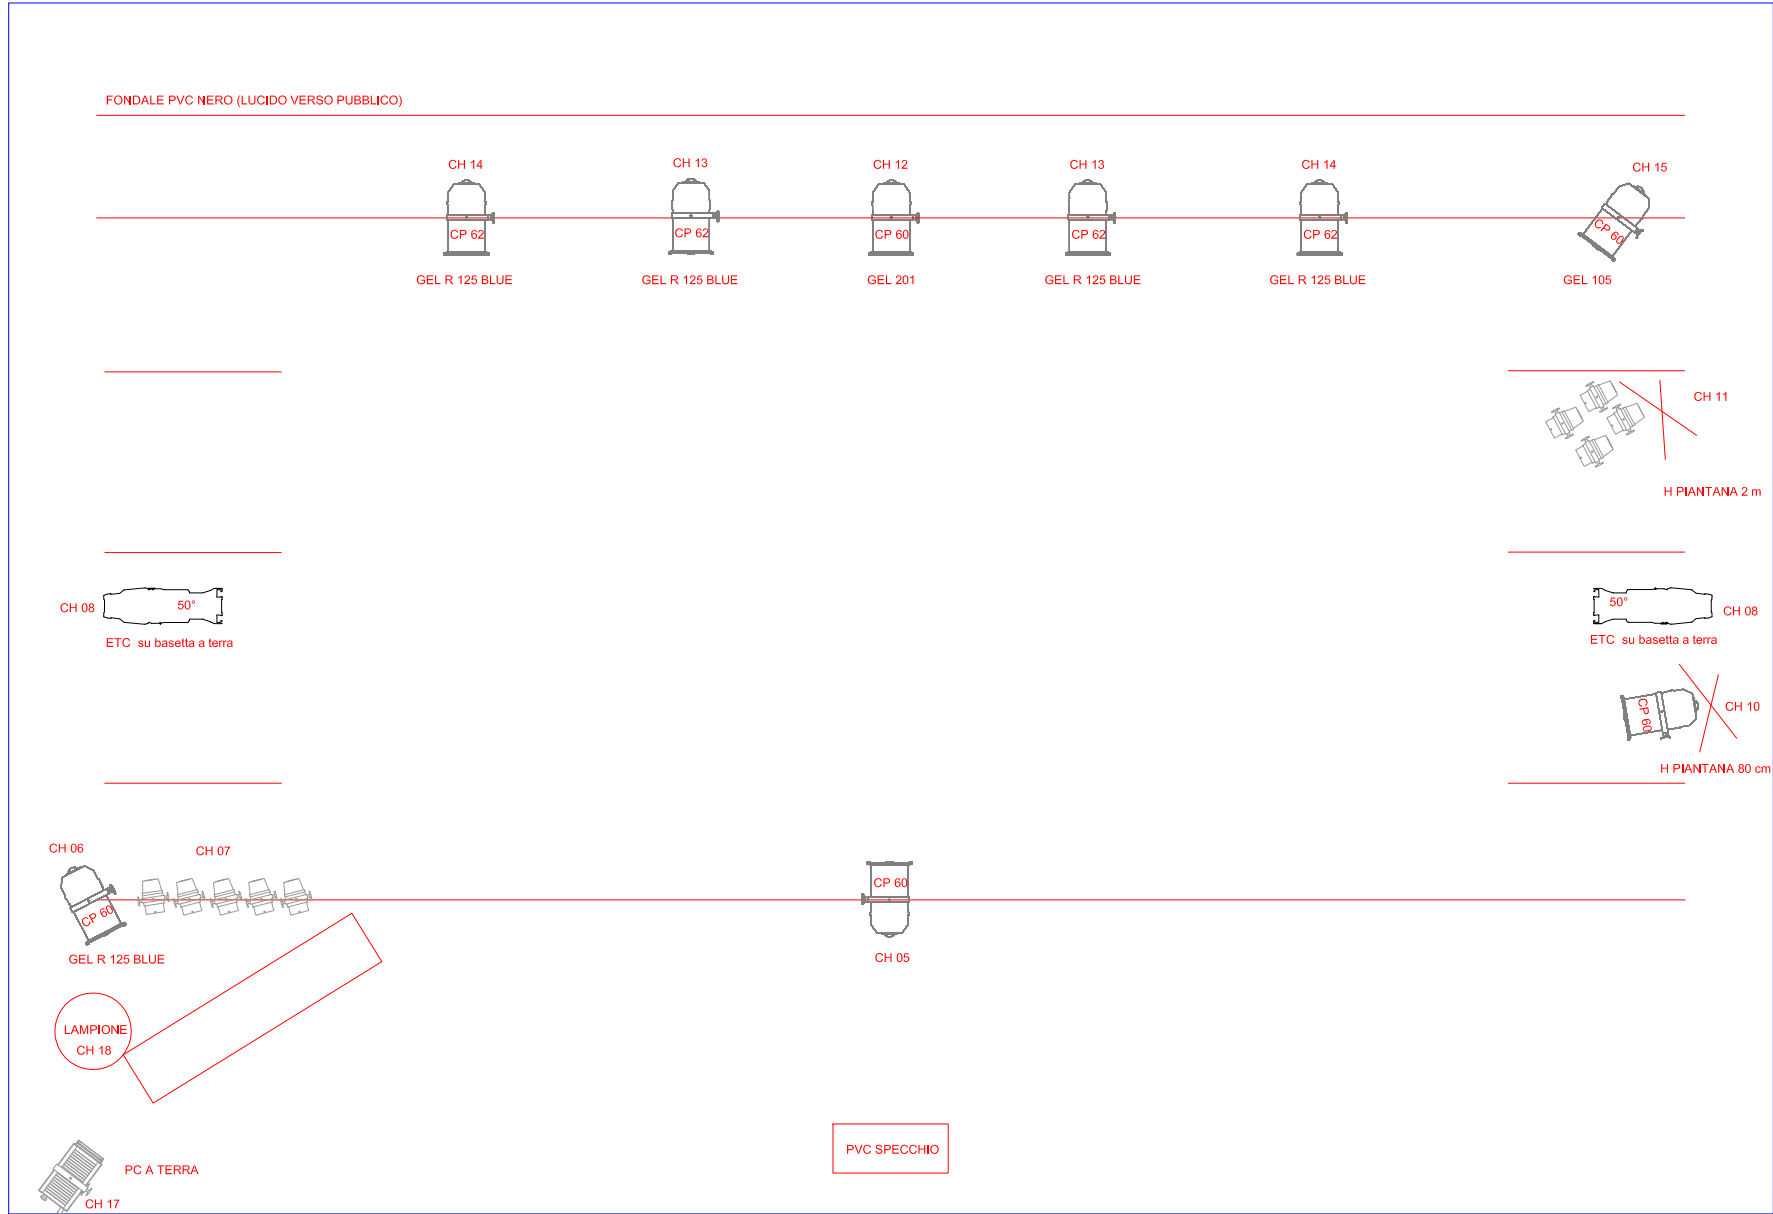 FONDALE PVC NERO (LUCIDO VERSO PUBBLICO)
CH 14
CH 13
CH 12
CH 13
CH 14
CH 15
CP 62
CP 62
CP 60
CP 62
CP 62
CP 60
GEL R 125 BLUE
GEL R 125 BLUE
GEL 201
GEL R 125 BLUE
GEL R 125 BLUE
GEL 105
CH 11
H PIANTANA 2 m
CH 08
50°
ETC su basetta a terra
50°
CH 08
ETC su basetta a terra
CP 60
CH 10
H PIANTANA 80 cm
CH 06
CH 07
CP 60
CP 60
GEL R 125 BLUE
CH 05
LAMPIONE
CH 18
PVC SPECCHIO
PC A TERRA
CH 17